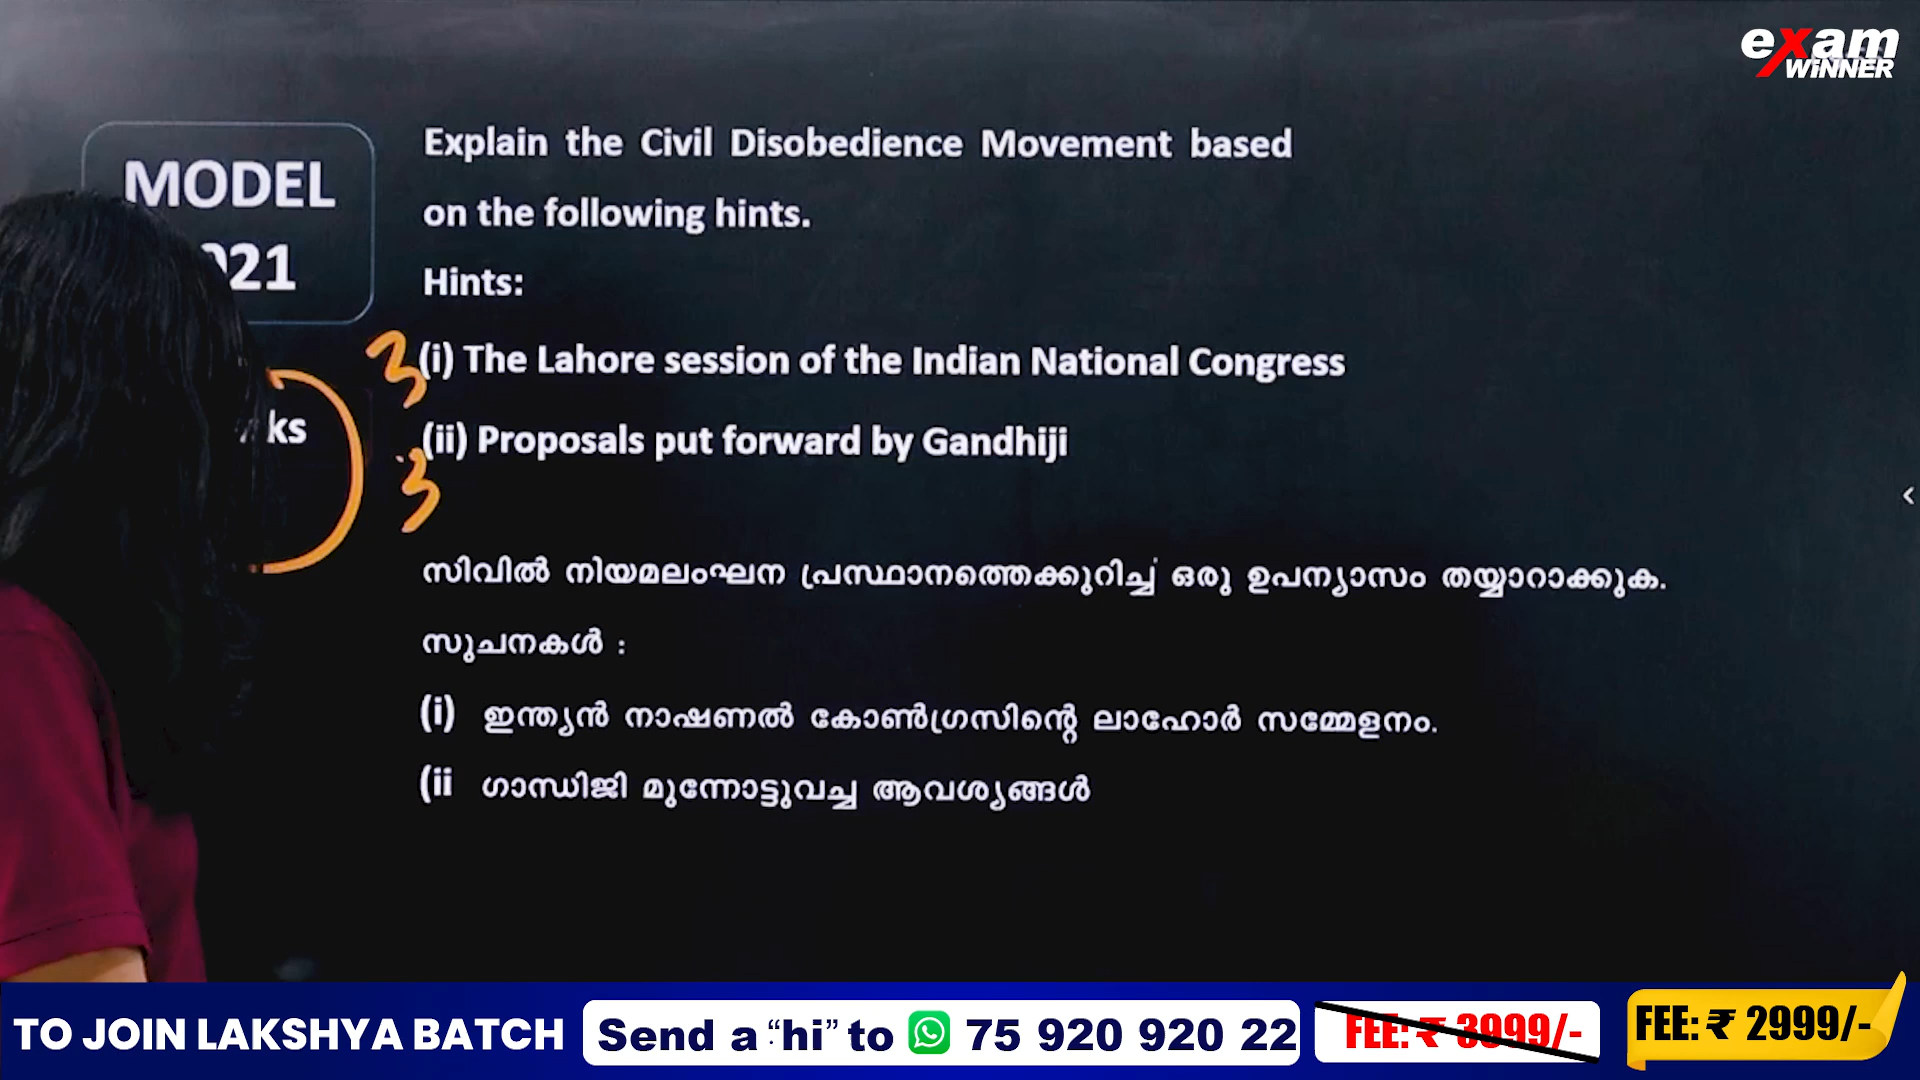 exam
WINNER
MODEL
21
Explain the Civil Disobedience Movement based
on the following hints.
Hints:
3
(i) The Lahore session of the Indian National Congress
ks
(ii) Proposals put forward by Gandhiji
3
സിവിൽ നിയമലംഘന പ്രസ്ഥാനത്തെക്കുറിച്ച് ഒരു ഉപന്യാസം തയ്യാറാക്കുക.
സൂചനകൾ :
(i) ഇന്ത്യൻ നാഷണൽ കോൺഗ്രസിന്റെ ലാഹോർ സമ്മേളനം.
(ii ഗാന്ധിജി മുന്നോട്ടുവച്ച ആവശ്യങ്ങൾ
TO JOIN LAKSHYA BATCH
Send a “hi” to 75 920 920 22
FEE: ₹ 3999/-
FEE: ₹ 2999/-